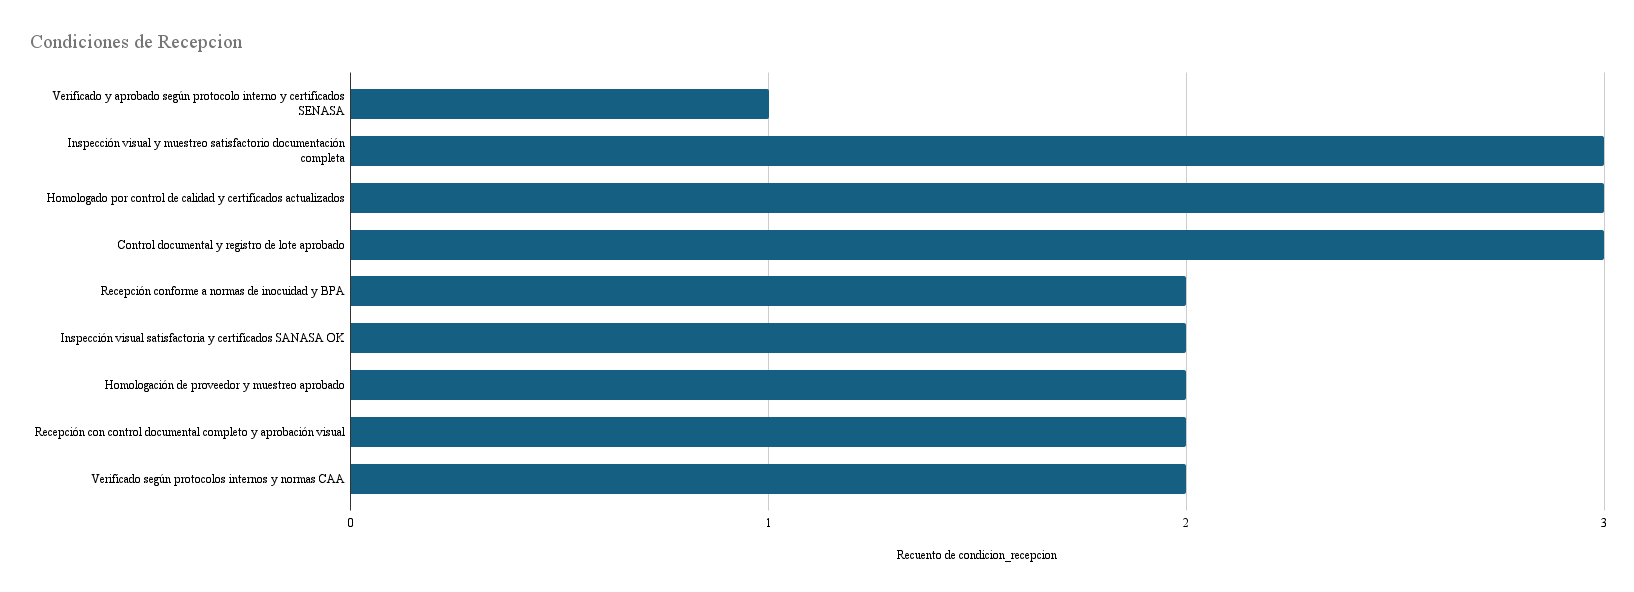 Condiciones de Recepcion
Verificado y aprobado según protocolo interno y certificados
SENASA
Inspección visual y muestreo satisfactorio documentación
completa
Homologado por control de calidad y certificados actualizados
Control documental y registro de lote aprobado
Recepción conforme a normas de inocuidad y BPA
Inspección visual satisfactoria y certificados SANASA OK
Homologación de proveedor y muestreo aprobado
Recepción con control documental completo y aprobación visual
Verificado según protocolos internos y normas CAA
0 1 2 3
Recuento de condicion_recepcion